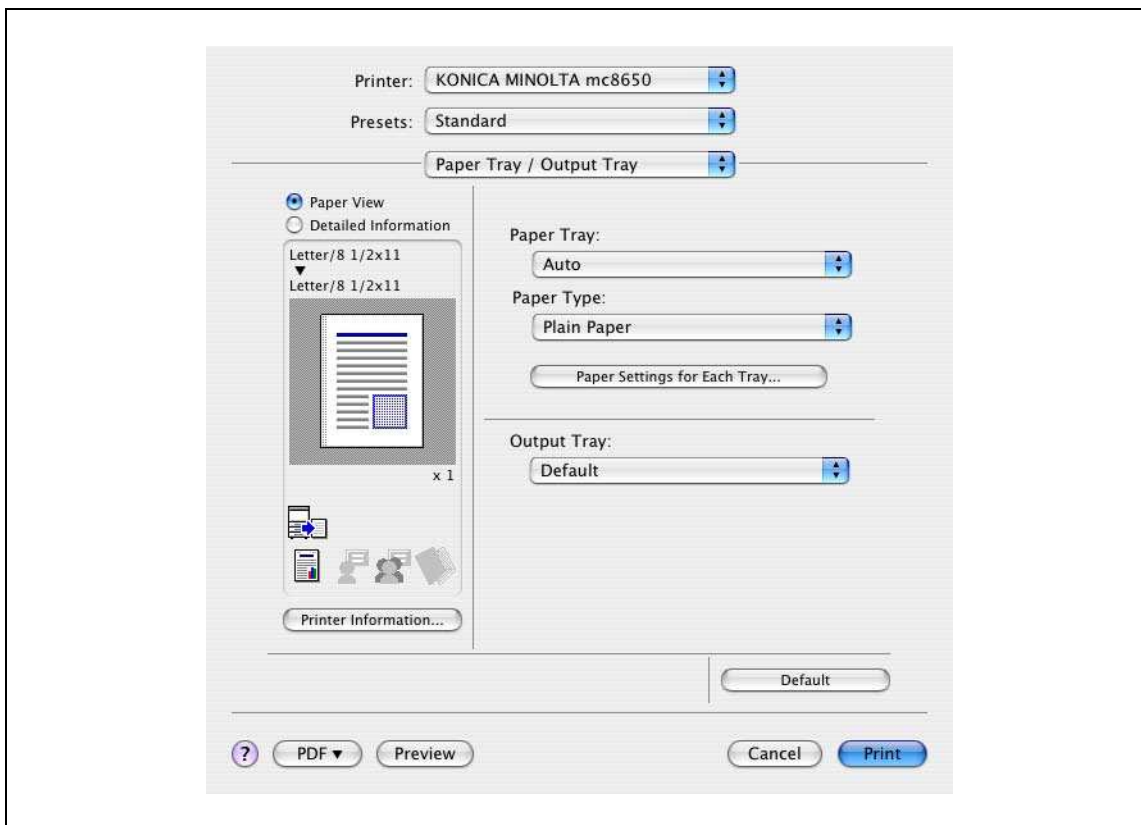 Printer: KONICA MINOLTA mc8650
Presets: Standard
Paper Tray / Output Tray
Paper View
Detailed Information
Letter/8 1/2x11
Letter/8 1/2x11
x 1
Printer Information...
Paper Tray:
Auto
Paper Type:
Plain Paper
Paper Settings for Each Tray...
Output Tray:
Default
Default
? PDF ▼ Preview Cancel Print